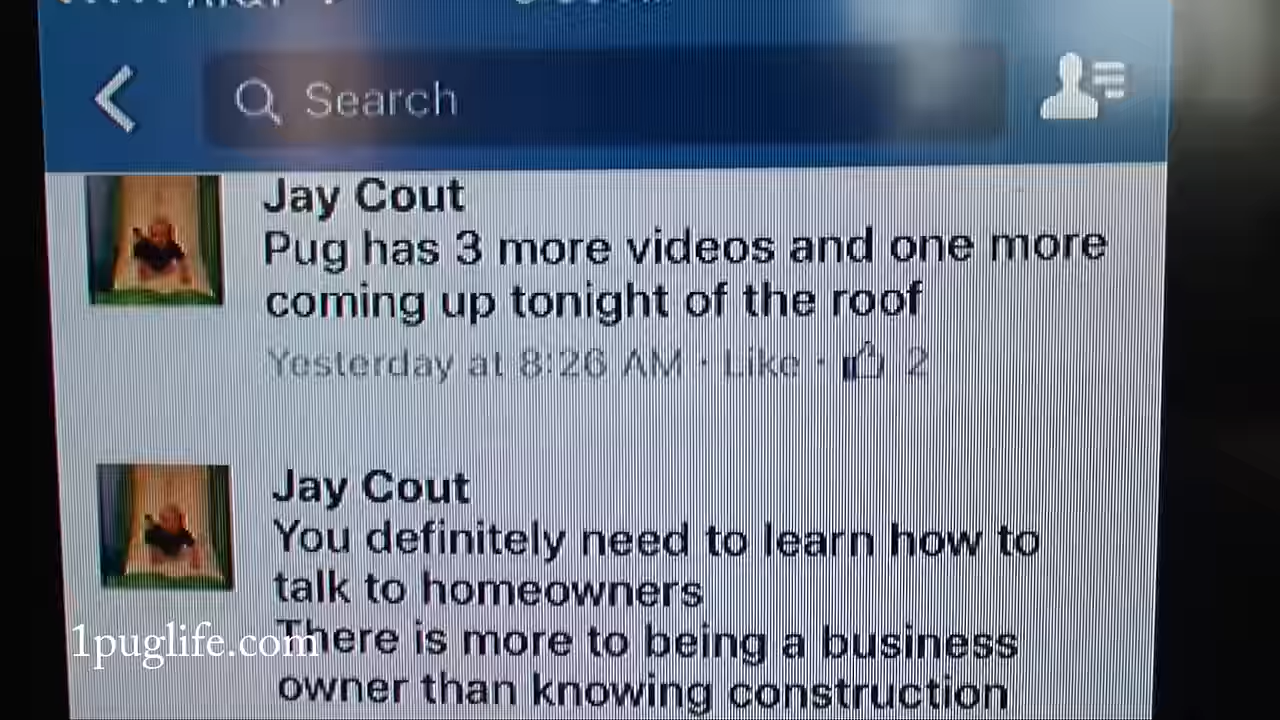 Search
Jay Cout
Pug has 3 more videos and one more
coming up tonight of the roof
Yesterday at 8:26 AM · Like · 2
Jay Cout
You definitely need to learn how to
talk to homeowners
There is more to being a business
owner than knowing construction
1puglife.com